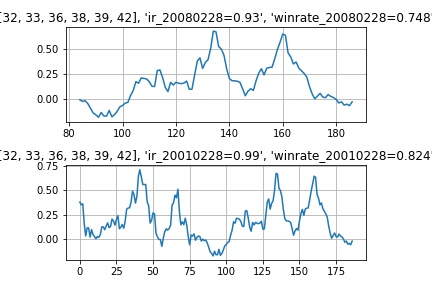 [32, 33, 36, 38, 39, 42], 'ir_20080228=0.93', 'winrate_20080228=0.748'
0.50
0.25
0.00
80 100 120 140 160 180
[32, 33, 36, 38, 39, 42], 'ir_20010228=0.99', 'winrate_20010228=0.824'
0.75
0.50
0.25
0.00
0 25 50 75 100 125 150 175